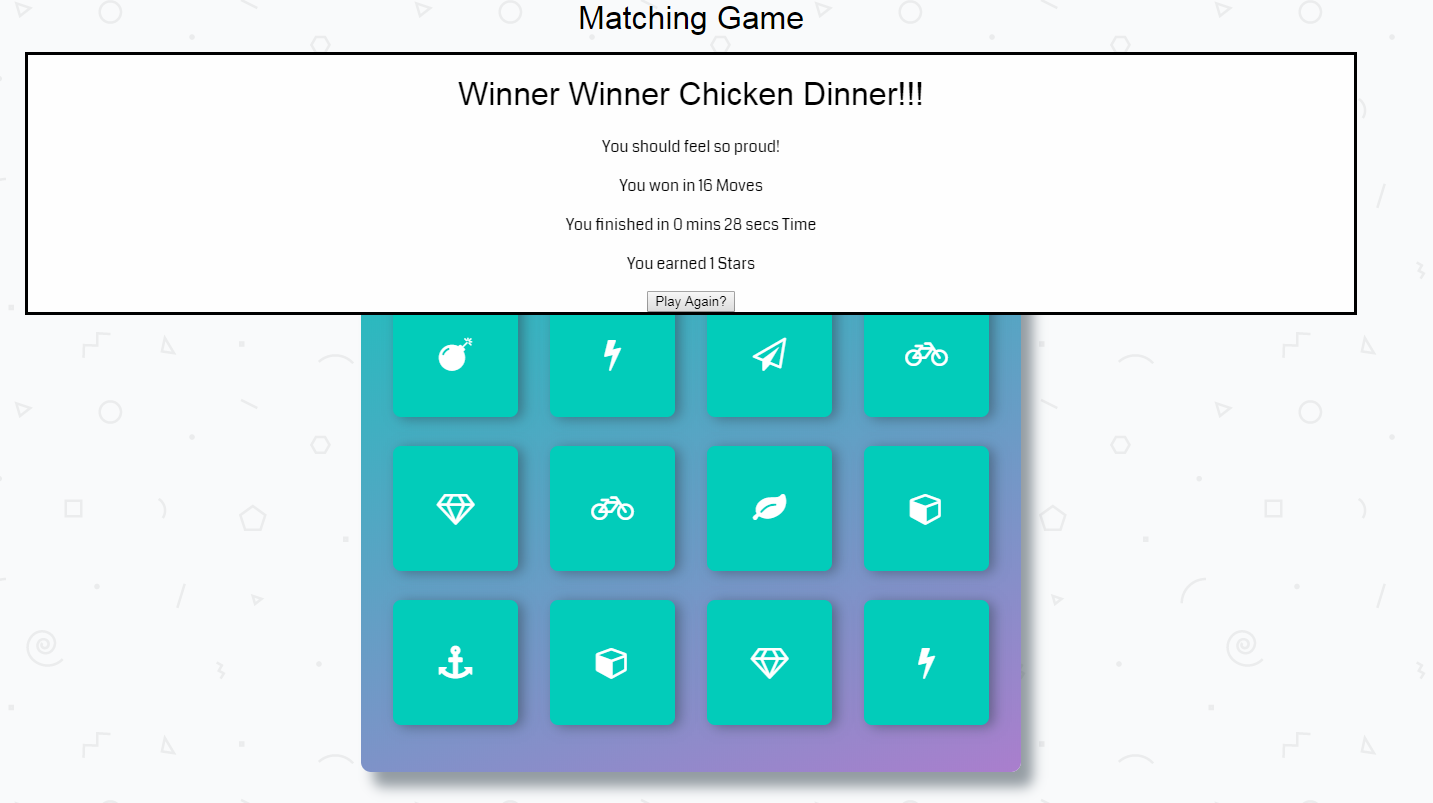 Matching Game
Winner Winner Chicken Dinner!!!
You should feel so proud!
You won in 16 Moves
You finished in 0 mins 28 secs Time
You earned 1 Stars
Play Again?